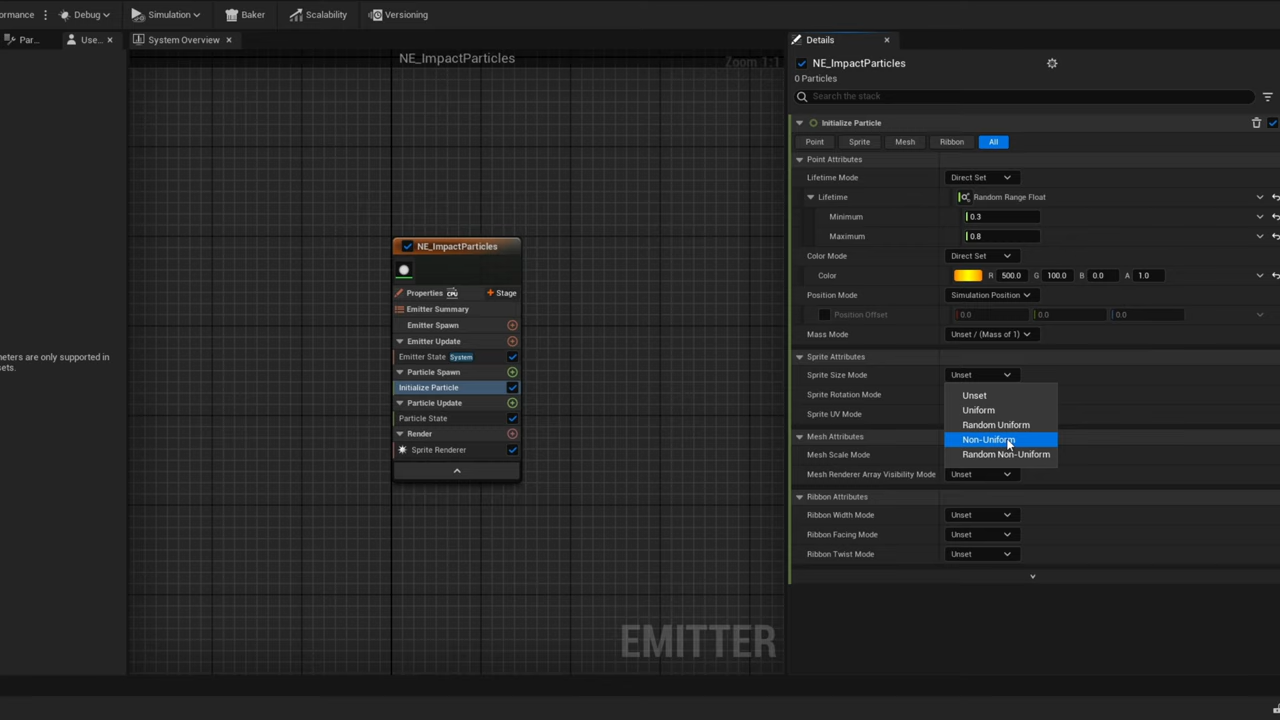 ormance Debug Simulation Baker Scalability Versioning
Par... Use... System Overview Details
NE_ImpactParticles
Zoom 1:1
NE_ImpactParticles
0 Particles
Search the stack
Initialize Particle
Point Sprite Mesh Ribbon All
Point Attributes
Lifetime Mode Direct Set
Lifetime Random Range Float
Minimum 0.3
Maximum 0.8
Color Mode Direct Set
Color R 500.0 G 100.0 B 0.0 A 1.0
Position Mode Simulation Position
Position Offset 0.0 0.0 0.0
Mass Mode Unset / (Mass of 1)
Sprite Attributes
Sprite Size Mode Unset
Sprite Rotation Mode
Sprite UV Mode
Unset
Uniform
Random Uniform
Non-Uniform
Random Non-Uniform
Mesh Attributes
Mesh Scale Mode
Mesh Renderer Array Visibility Mode Unset
Ribbon Attributes
Ribbon Width Mode Unset
Ribbon Facing Mode Unset
Ribbon Twist Mode Unset
NE_ImpactParticles
Properties CPU + Stage
Emitter Summary
Emitter Spawn
Emitter Update
Emitter State System
Particle Spawn
Initialize Particle
Particle Update
Particle State
Render
Sprite Renderer
meters are only supported in
sets.
EMITTER